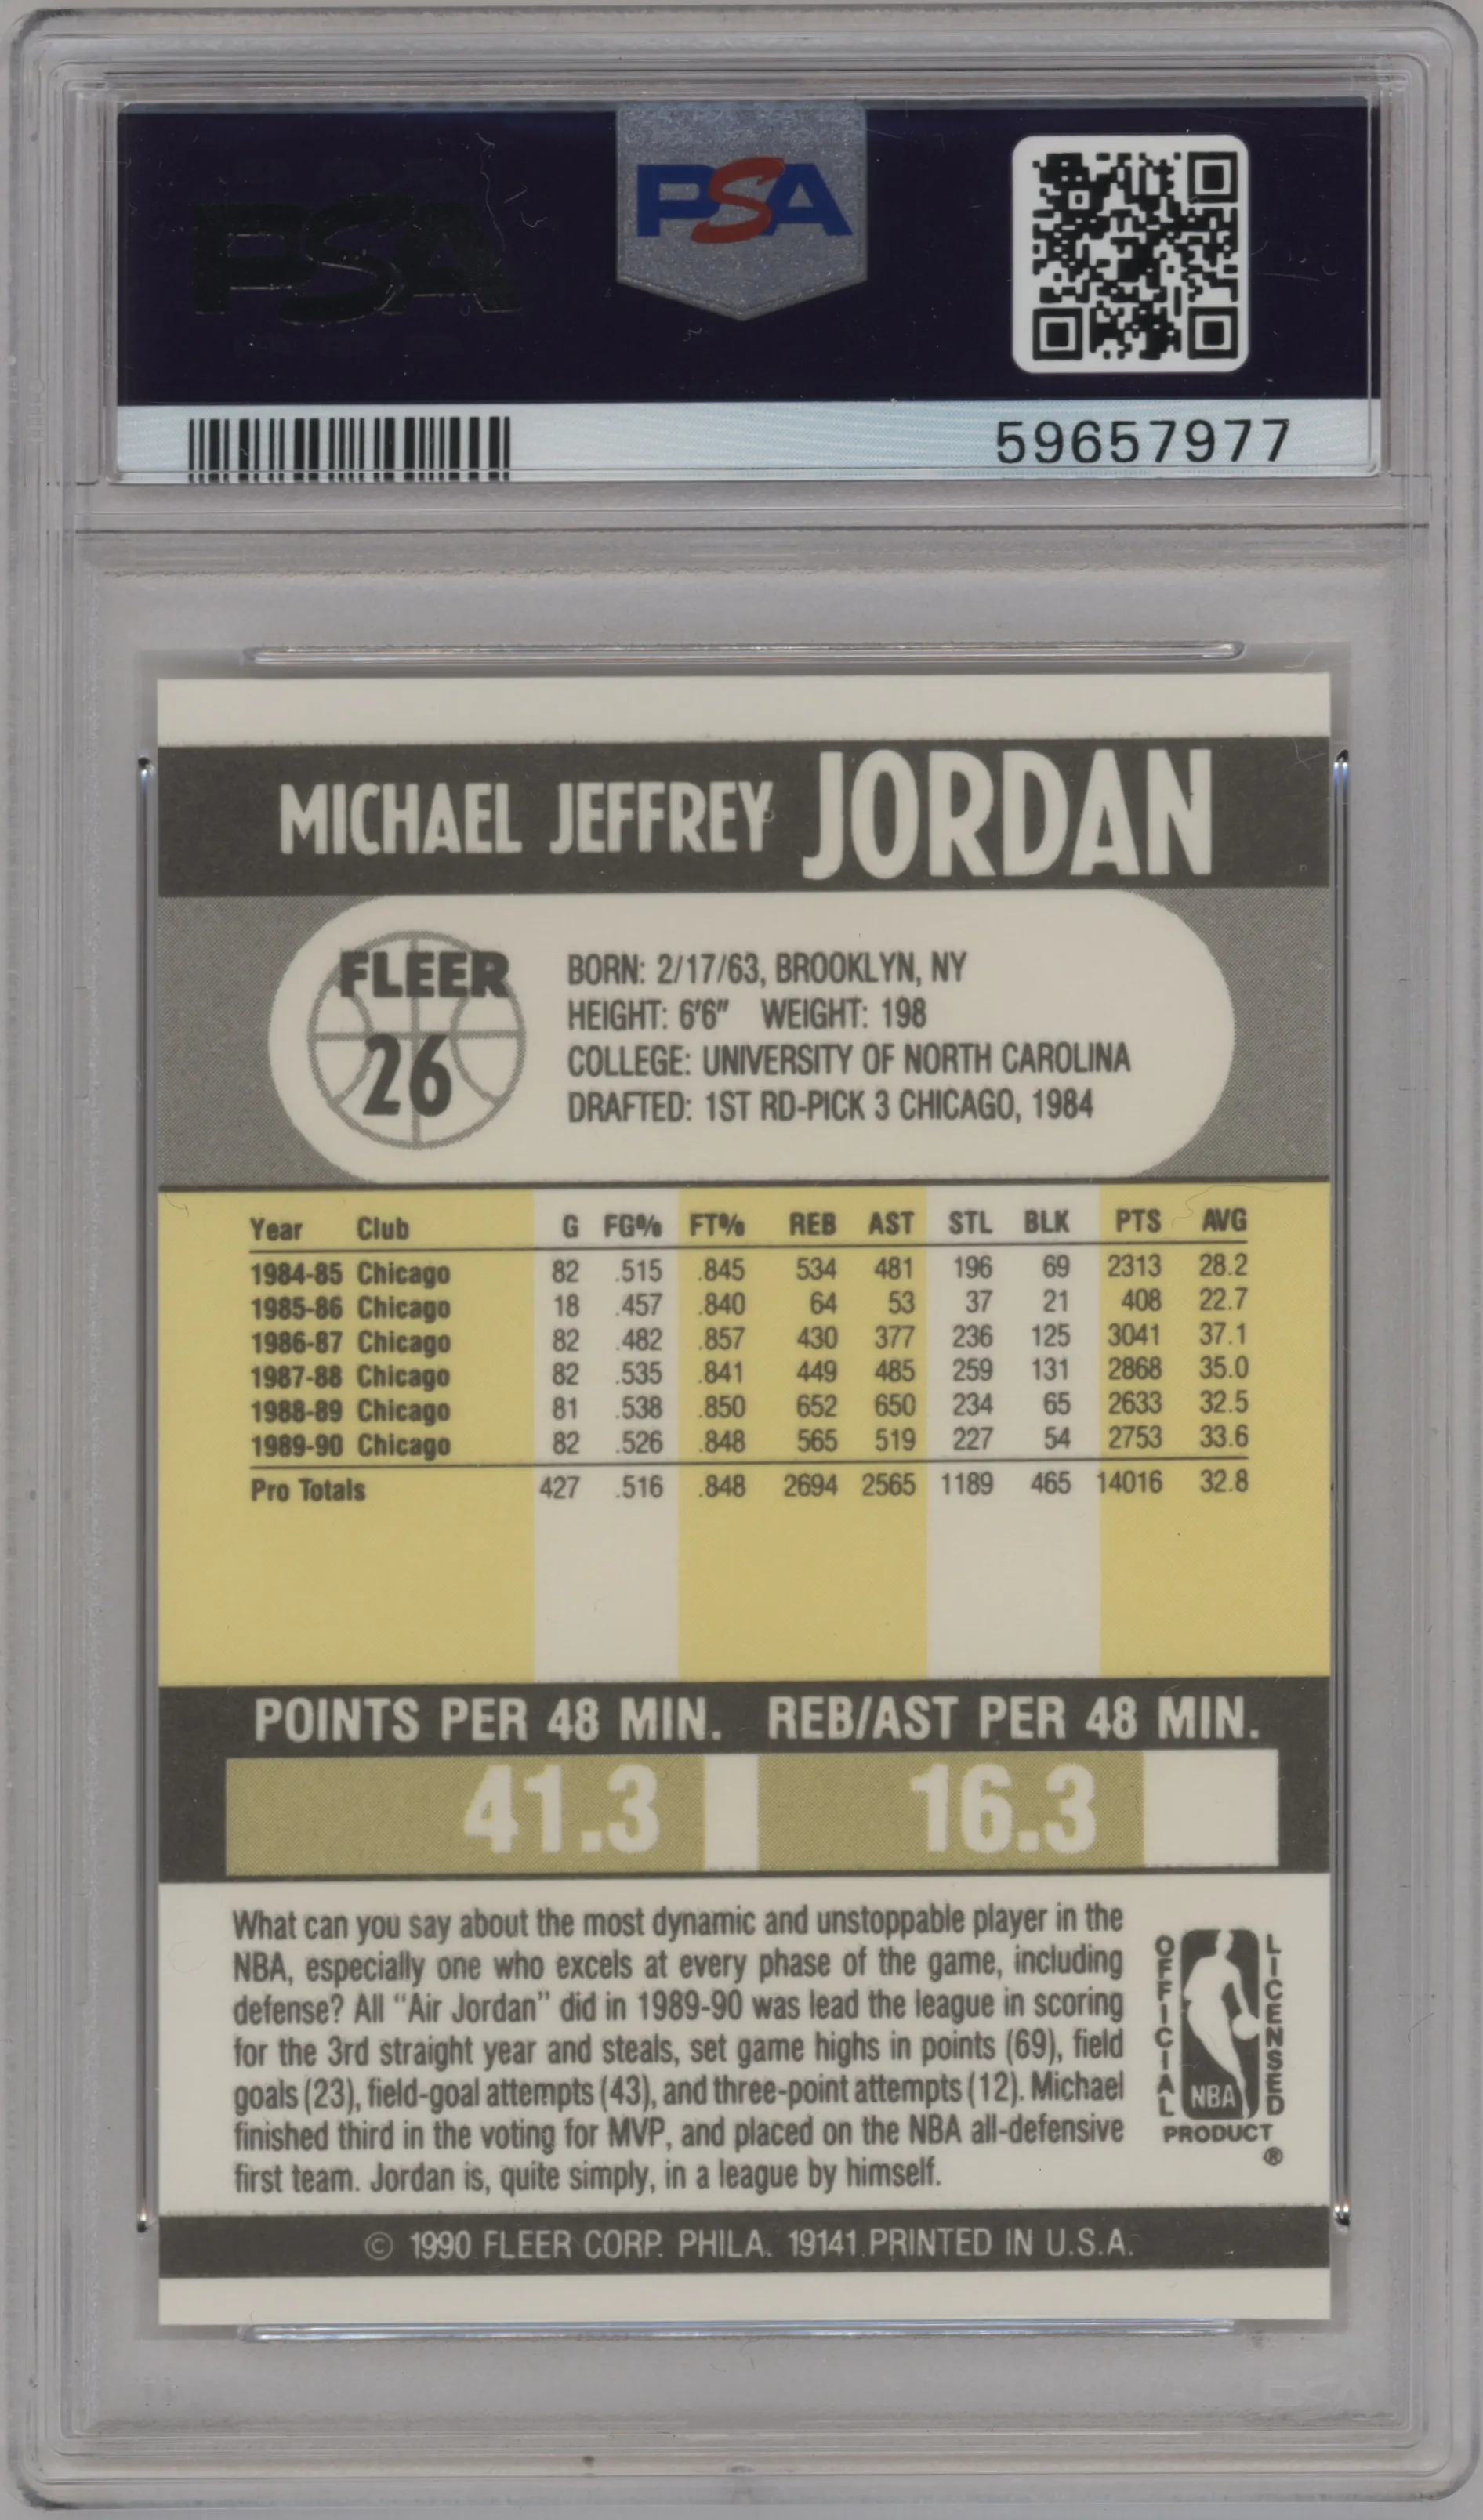 PSA
PSA
59657977
MICHAEL JEFFREY JORDAN
FLEER
26
BORN: 2/17/63, BROOKLYN, NY
HEIGHT: 6'6" WEIGHT: 198
COLLEGE: UNIVERSITY OF NORTH CAROLINA
DRAFTED: 1ST RD-PICK 3 CHICAGO, 1984
Year Club G FG% FT% REB AST STL BLK PTS AVG
1984-85 Chicago 82 .515 .845 534 481 196 69 2313 28.2
1985-86 Chicago 18 .457 .840 64 53 37 21 408 22.7
1986-87 Chicago 82 .482 .857 430 377 236 125 3041 37.1
1987-88 Chicago 82 .535 .841 449 485 259 131 2868 35.0
1988-89 Chicago 81 .538 .850 652 650 234 65 2633 32.5
1989-90 Chicago 82 .526 .848 565 519 227 54 2753 33.6
Pro Totals 427 .516 .848 2694 2565 1189 465 14016 32.8
POINTS PER 48 MIN. REB/AST PER 48 MIN.
41.3 16.3
What can you say about the most dynamic and unstoppable player in the
NBA, especially one who excels at every phase of the game, including
defense? All "Air Jordan" did in 1989-90 was lead the league in scoring
for the 3rd straight year and steals, set game highs in points (69), field
goals (23), field-goal attempts (43), and three-point attempts (12). Michael
finished third in the voting for MVP, and placed on the NBA all-defensive
first team. Jordan is, quite simply, in a league by himself.
OFFICIAL LICENSED
NBA
PRODUCT
®
© 1990 FLEER CORP. PHILA. 19141 PRINTED IN U.S.A.